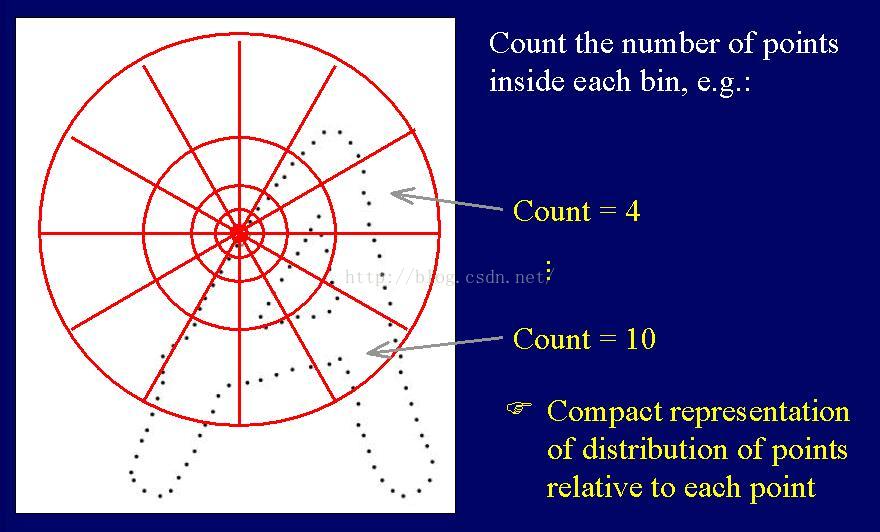 Count the number of points
inside each bin, e.g.:
Count = 4
http://blog.csdn.net/
⋮
Count = 10
☞ Compact representation
of distribution of points
relative to each point